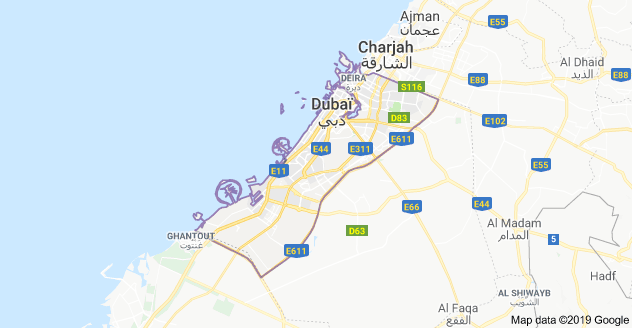 Ajman
عجمان
E55
Charjah
الشارقة
Al Dhaid
الذيد
DEIRA
ديرة
S116
E88
E88
Dubaï
دبي
D83
E102
E44
E311
E611
E55
E11
E66
E44
Al Madam
المدام
GHANTOUT
غنتوت
D63
5
E611
Hadf
AL SHIWAYB
الشويب
Al Faqa
الفقع
Map data ©2019 Google